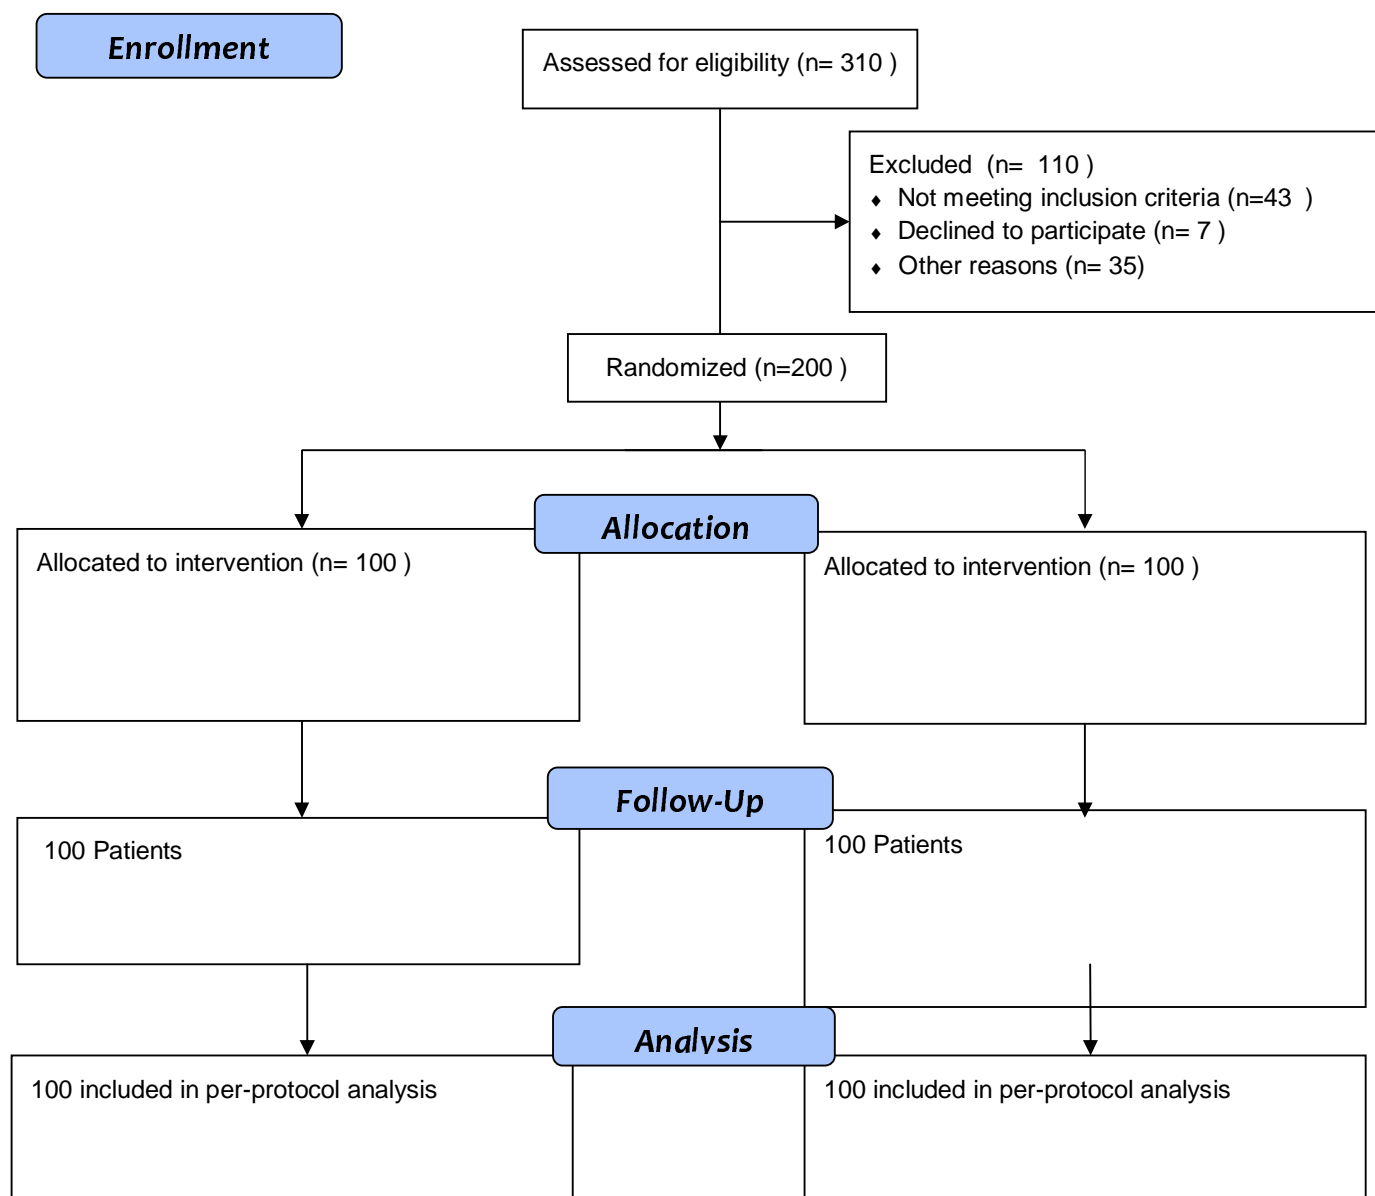 Enrollment
Assessed for eligibility (n= 310 )
Excluded  (n=  110 )
♦ Not meeting inclusion criteria (n=43  )
♦ Declined to participate (n= 7 )
♦ Other reasons (n= 35)
Randomized (n=200 )
Allocation
Allocated to intervention (n= 100 )
Allocated to intervention (n= 100 )
Follow-Up
100 Patients
100 Patients
Analysis
100 included in per-protocol analysis
100 included in per-protocol analysis